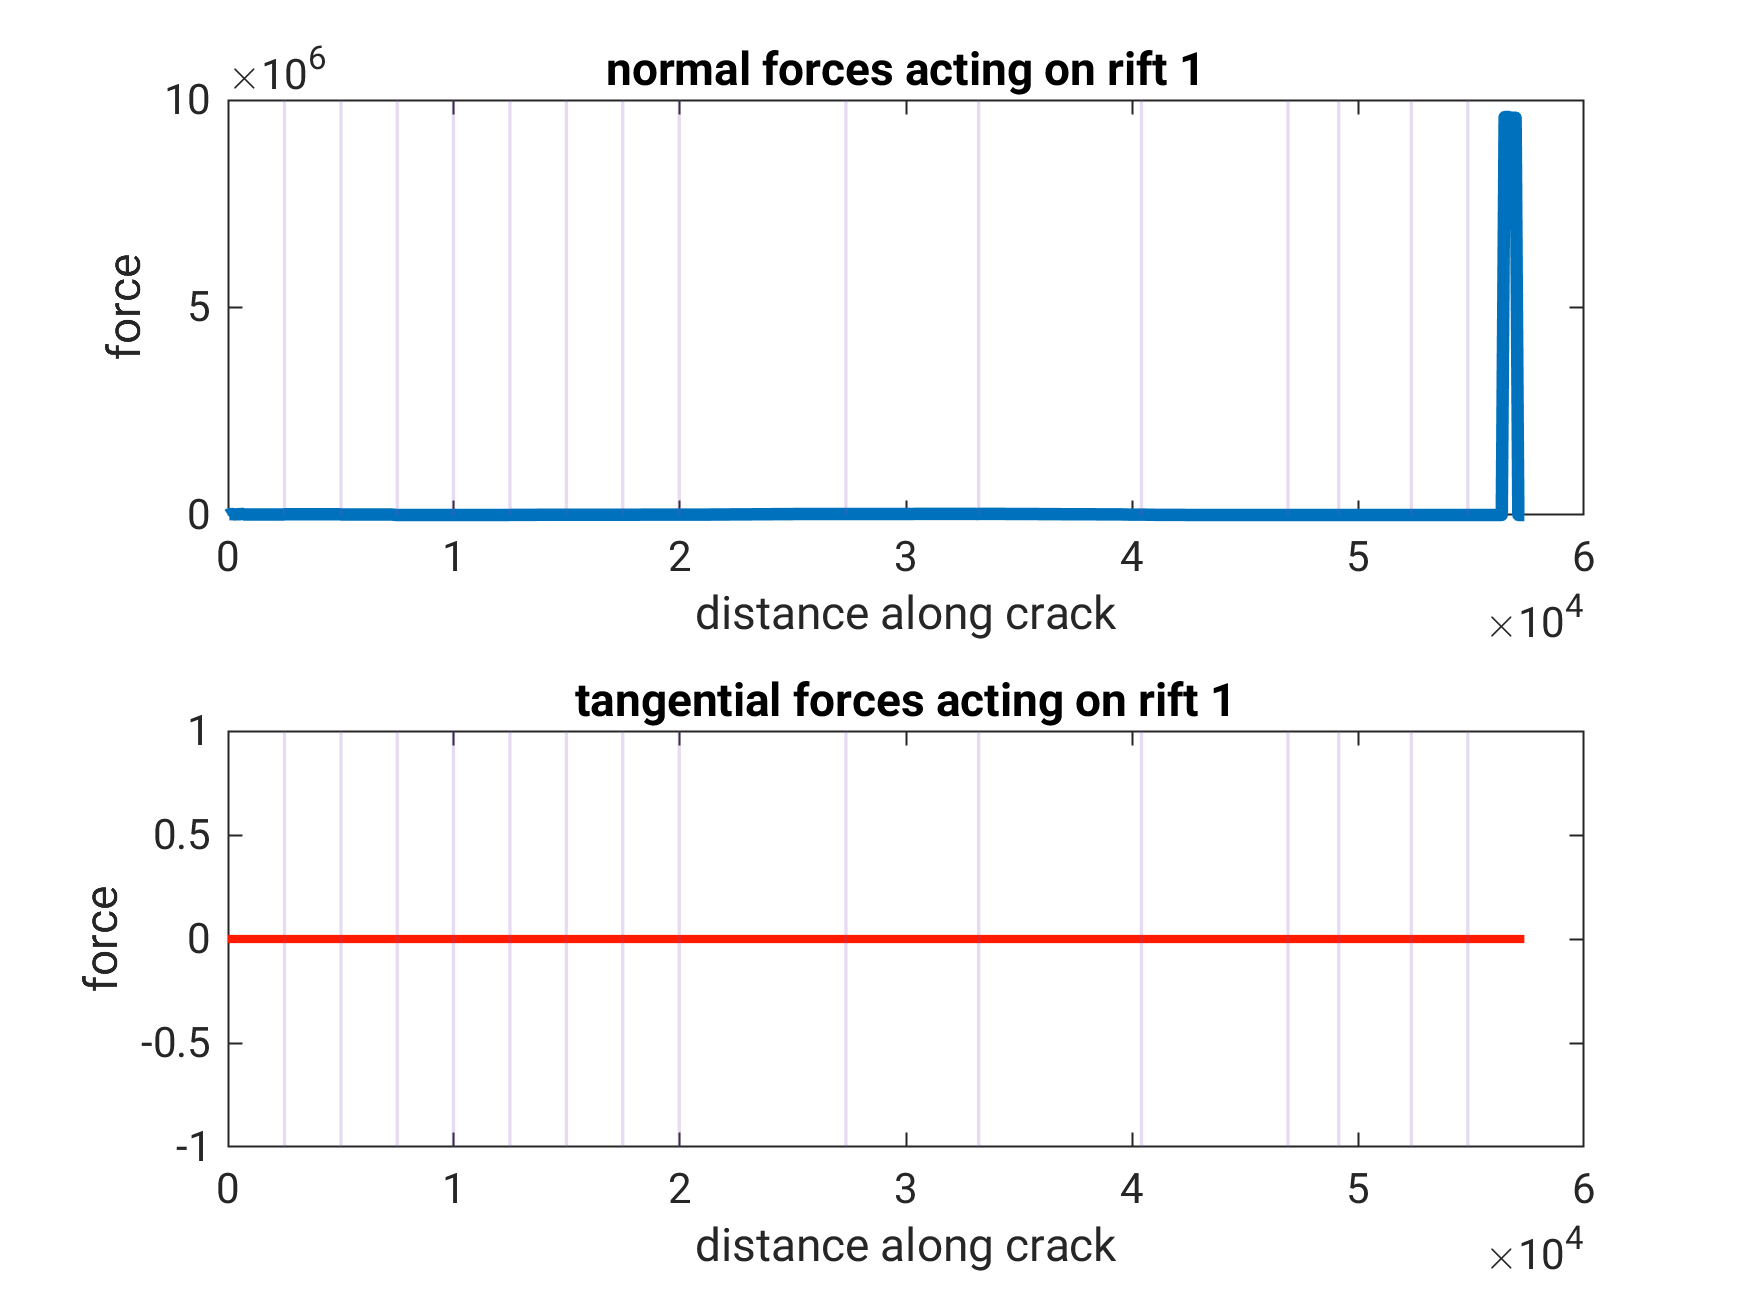 ×10^6
normal forces acting on rift 1
10
5
0
force
0 1 2 3 4 5 6
distance along crack
×10^4
tangential forces acting on rift 1
1
0.5
0
-0.5
-1
force
0 1 2 3 4 5 6
distance along crack
×10^4